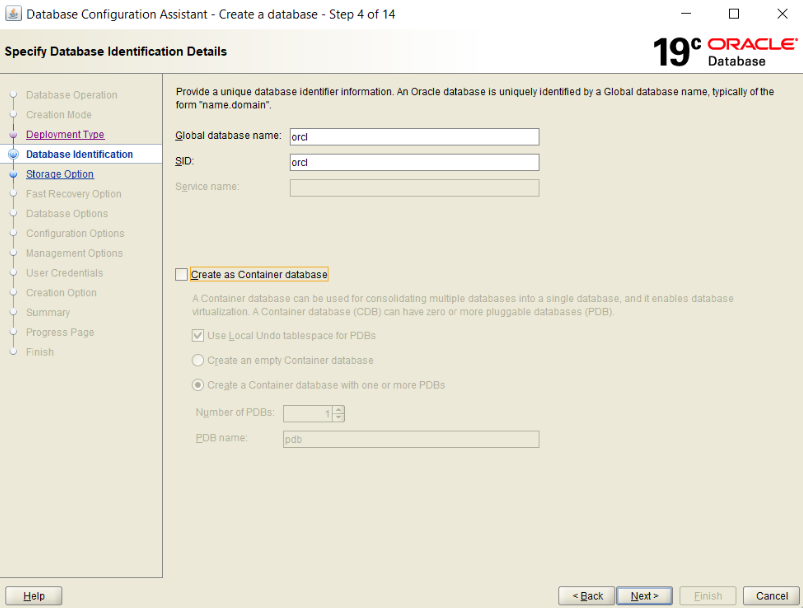 Database Configuration Assistant - Create a database - Step 4 of 14
Specify Database Identification Details
19c ORACLE
Database
Database Operation
Creation Mode
Deployment Type
Database Identification
Storage Option
Fast Recovery Option
Database Options
Configuration Options
Management Options
User Credentials
Creation Option
Summary
Progress Page
Finish
Provide a unique database identifier information. An Oracle database is uniquely identified by a Global database name, typically of the
form "name.domain".
Global database name: orcl
SID: orcl
Service name:
Create as Container database
A Container database can be used for consolidating multiple databases into a single database, and it enables database
virtualization. A Container database (CDB) can have zero or more pluggable databases (PDB).
Use Local Undo tablespace for PDBs
Create an empty Container database
Create a Container database with one or more PDBs
Number of PDBs: 1
PDB name: pdb
Help
< Back Next > Finish Cancel